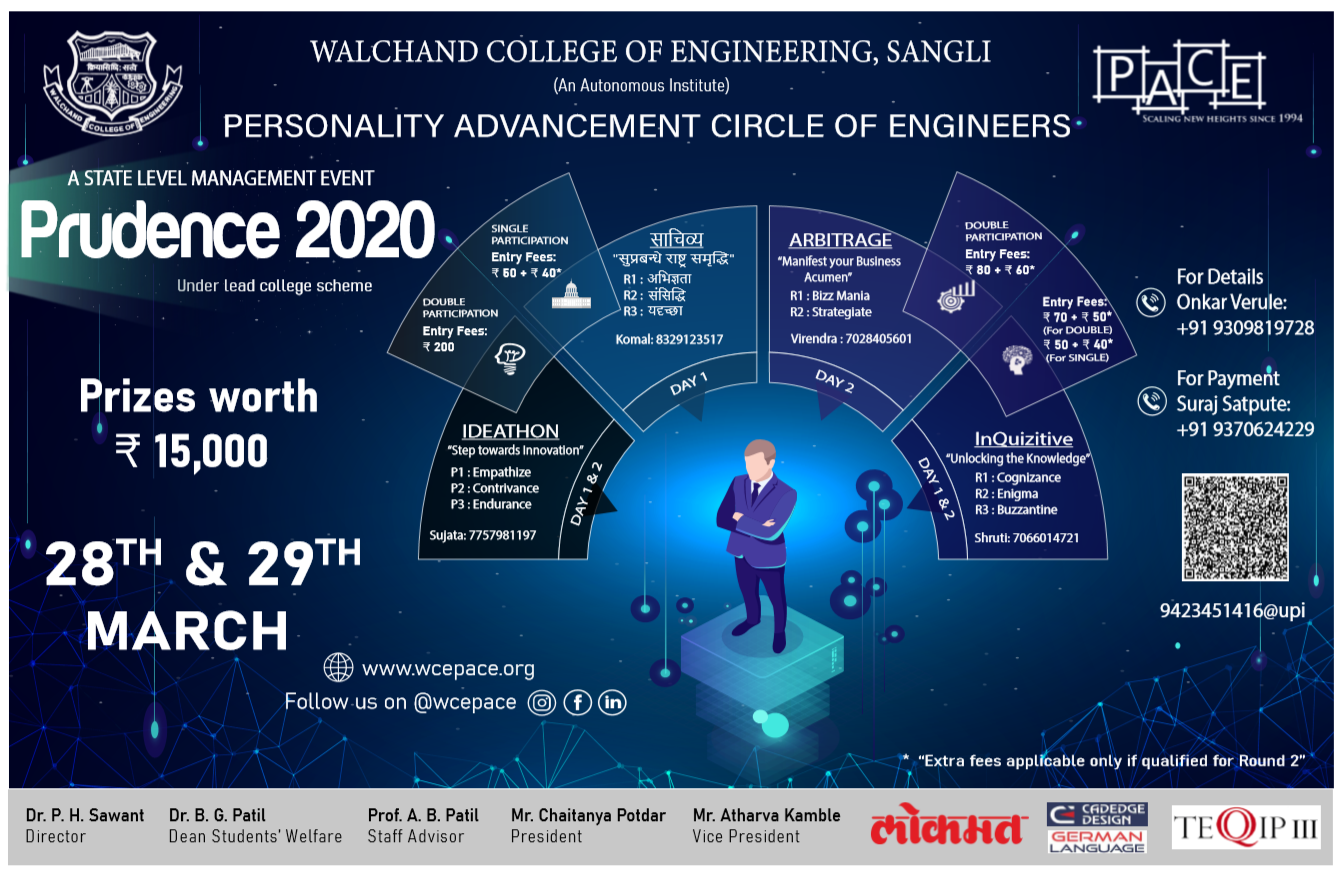 WALCHAND COLLEGE OF ENGINEERING, SANGLI
(An Autonomous Institute)
PERSONALITY ADVANCEMENT CIRCLE OF ENGINEERS
क्रियासिद्धि: सत्त्वे
WALCHAND COLLEGE OF ENGINEERING
PACE
SCALING NEW HEIGHTS SINCE 1994
A STATE LEVEL MANAGEMENT EVENT
Prudence 2020
Under lead college scheme
Prizes worth
₹ 15,000
28TH & 29TH
MARCH
www.wcepace.org
Follow us on @wcepace
DOUBLE
PARTICIPATION
Entry Fees:
₹ 200
IDEATHON
“Step towards Innovation”
P1 : Empathize
P2 : Contrivance
P3 : Endurance
Sujata: 7757981197
DAY 1 & 2
SINGLE
PARTICIPATION
Entry Fees:
₹ 50 + ₹ 40*
साचिव्य
"सुप्रबन्धे राष्ट्र समृद्धि"
R1 : अभिज्ञता
R2 : संसिद्धि
R3 : यदृच्छा
Komal: 8329123517
DAY 1
ARBITRAGE
“Manifest your Business
Acumen”
R1 : Bizz Mania
R2 : Strategiate
Virendra : 7028405601
DAY 2
DOUBLE
PARTICIPATION
Entry Fees:
₹ 80 + ₹ 60*
Entry Fees:
₹ 70 + ₹ 50*
(For DOUBLE)
₹ 50 + ₹ 40*
(For SINGLE)
InQuizitive
“Unlocking the Knowledge”
R1 : Cognizance
R2 : Enigma
R3 : Buzzantine
Shruti: 7066014721
DAY 1 & 2
For Details
Onkar Verule:
+91 9309819728
For Payment
Suraj Satpute:
+91 9370624229
9423451416@upi
* “Extra fees applicable only if qualified for Round 2”
Dr. P. H. Sawant
Director
Dr. B. G. Patil
Dean Students' Welfare
Prof. A. B. Patil
Staff Advisor
Mr. Chaitanya Potdar
President
Mr. Atharva Kamble
Vice President
लोकमत
CADEDGE
DESIGN
GERMAN
LANGUAGE
TEQIP III